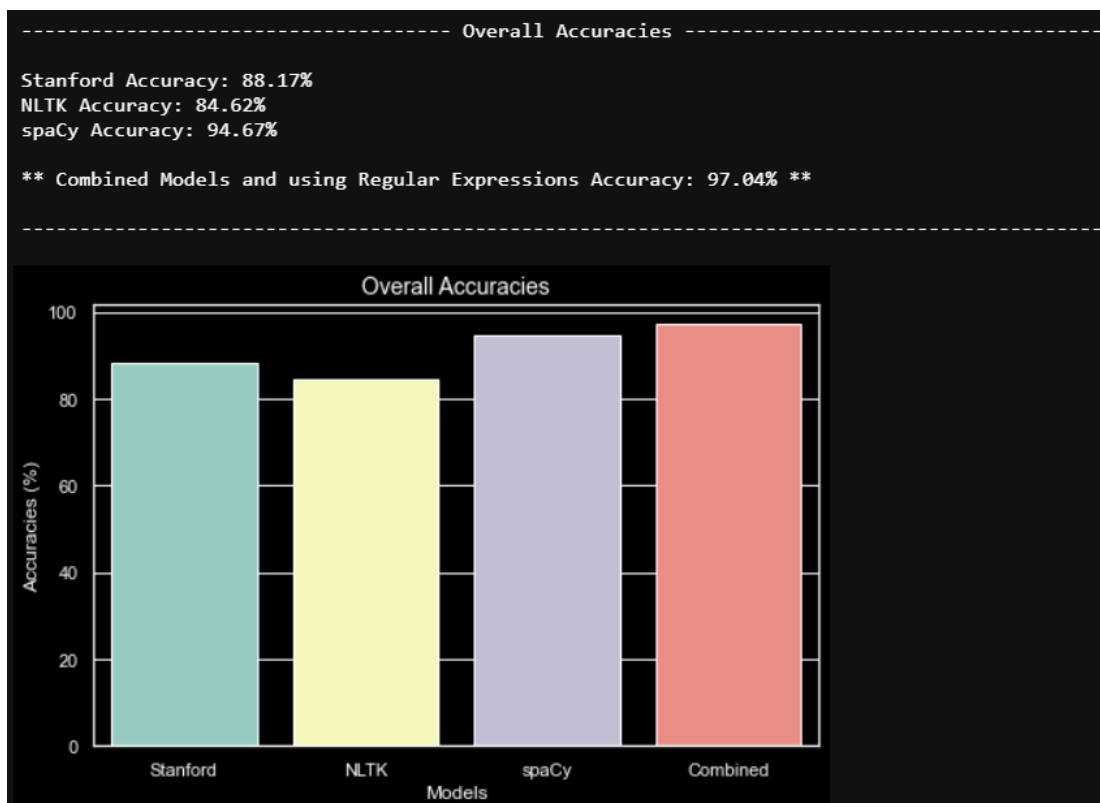 ------------------------------------- Overall Accuracies ------------------------------------
Stanford Accuracy: 88.17%
NLTK Accuracy: 84.62%
spaCy Accuracy: 94.67%
** Combined Models and using Regular Expressions Accuracy: 97.04% **
---------------------------------------------------------------------------------------------
Overall Accuracies
100
80
60
40
20
0
Accuracies (%)
Stanford NLTK spaCy Combined
Models